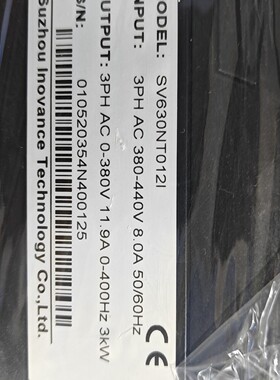 MODEL: SV630NT012I
INPUT: 3PH AC 380-440V 8.0A 50/60Hz
OUTPUT: 3PH AC 0-380V 11.9A 0-400Hz 3kW
S/N:
010520354N400125
Suzhou Inovance Technology Co.,Ltd.
CE